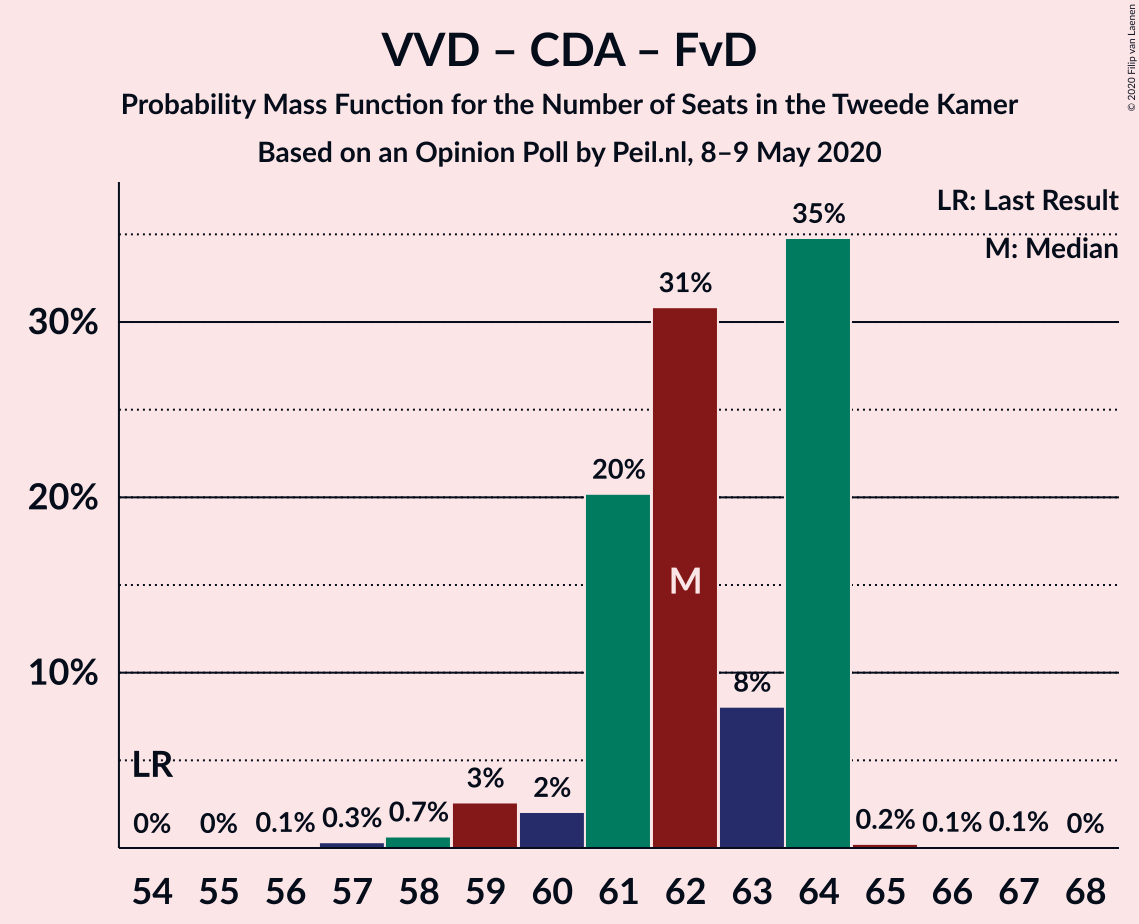 VVD – CDA – FvD
Probability Mass Function for the Number of Seats in the Tweede Kamer
Based on an Opinion Poll by Peil.nl, 8–9 May 2020
© 2020 Filip van Laenen
LR: Last Result
M: Median
30%
20%
10%
LR
0%
0%
0.1%
0.3%
0.7%
3%
2%
20%
31%
M
8%
35%
0.2%
0.1%
0.1%
0%
54 55 56 57 58 59 60 61 62 63 64 65 66 67 68